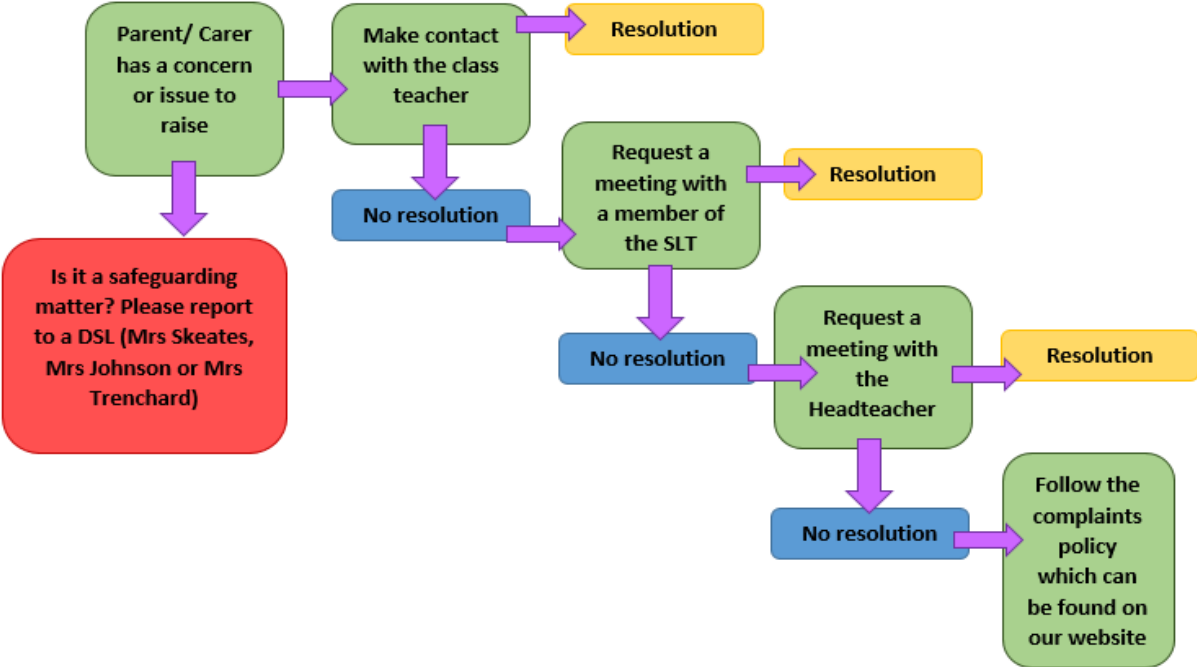 Parent/ Carer
has a concern
or issue to
raise
Make contact
with the class
teacher
Resolution
Is it a safeguarding
matter? Please report
to a DSL (Mrs Skeates,
Mrs Johnson or Mrs
Trenchard)
No resolution
Request a
meeting with
a member of
the SLT
Resolution
No resolution
Request a
meeting with
the
Headteacher
Resolution
No resolution
Follow the
complaints
policy
which can
be found on
our website